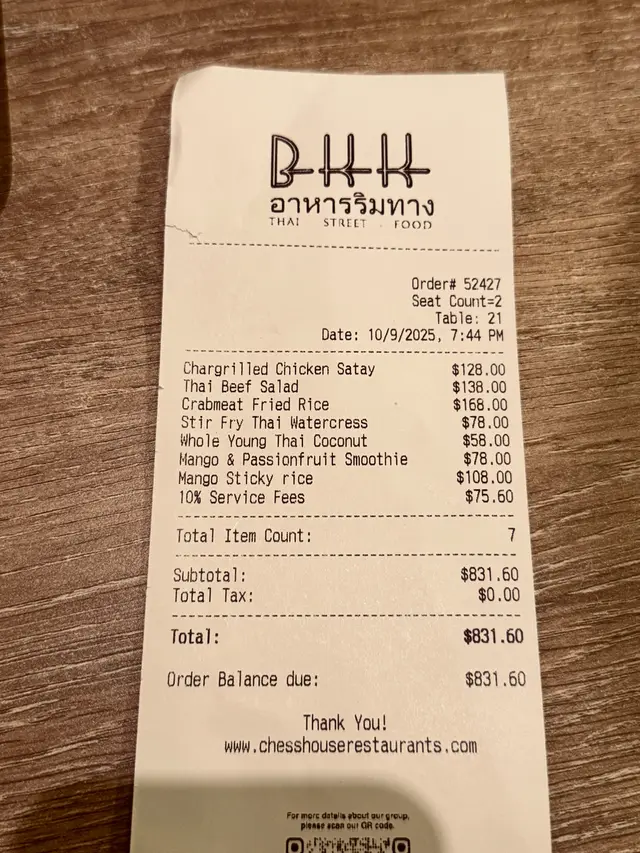 BKK
อาหารริมทาง
THAI STREET FOOD
Order# 52427
Seat Count=2
Table: 21
Date: 10/9/2025, 7:44 PM
Chargrilled Chicken Satay $128.00
Thai Beef Salad $138.00
Crabmeat Fried Rice $168.00
Stir Fry Thai Watercress $78.00
Whole Young Thai Coconut $58.00
Mango & Passionfruit Smoothie $78.00
Mango Sticky rice $108.00
10% Service Fees $75.60
Total Item Count: 7
Subtotal: $831.60
Total Tax: $0.00
Total: $831.60
Order Balance due: $831.60
Thank You!
www.chesshouserestaurants.com
For more details about our group,
please scan our QR code.